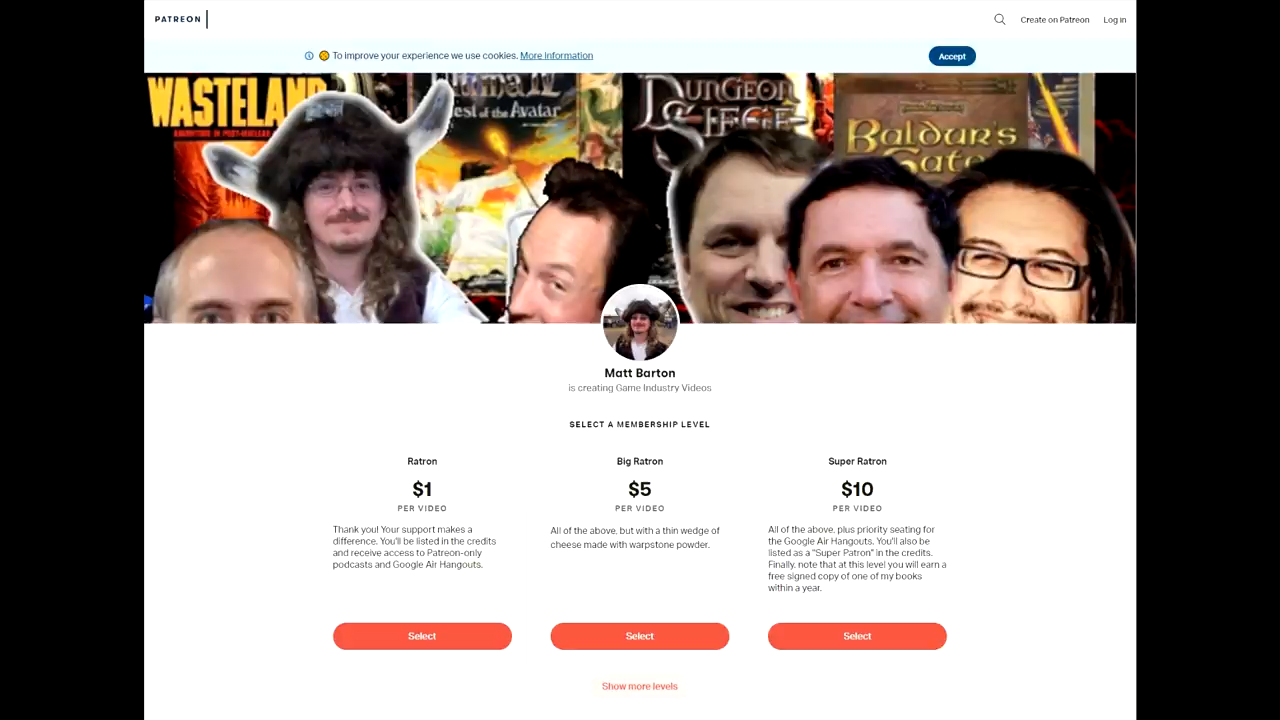 PATREON
Create on Patreon
Log in
To improve your experience we use cookies. More Information
Accept
WASTELAND
est of the Avatar
DUNGEON
SIEGE
Baldur's
Gate
Matt Barton
is creating Game Industry Videos
SELECT A MEMBERSHIP LEVEL
Ratron
$1
PER VIDEO
Thank you! Your support makes a
difference. You'll be listed in the credits
and receive access to Patreon-only
podcasts and Google Air Hangouts.
Select
Big Ratron
$5
PER VIDEO
All of the above, but with a thin wedge of
cheese made with warpstone powder.
Select
Super Ratron
$10
PER VIDEO
All of the above, plus priority seating for
the Google Air Hangouts. You'll also be
listed as a "Super Patron" in the credits.
Finally, note that at this level you will earn a
free signed copy of one of my books
within a year.
Select
Show more levels